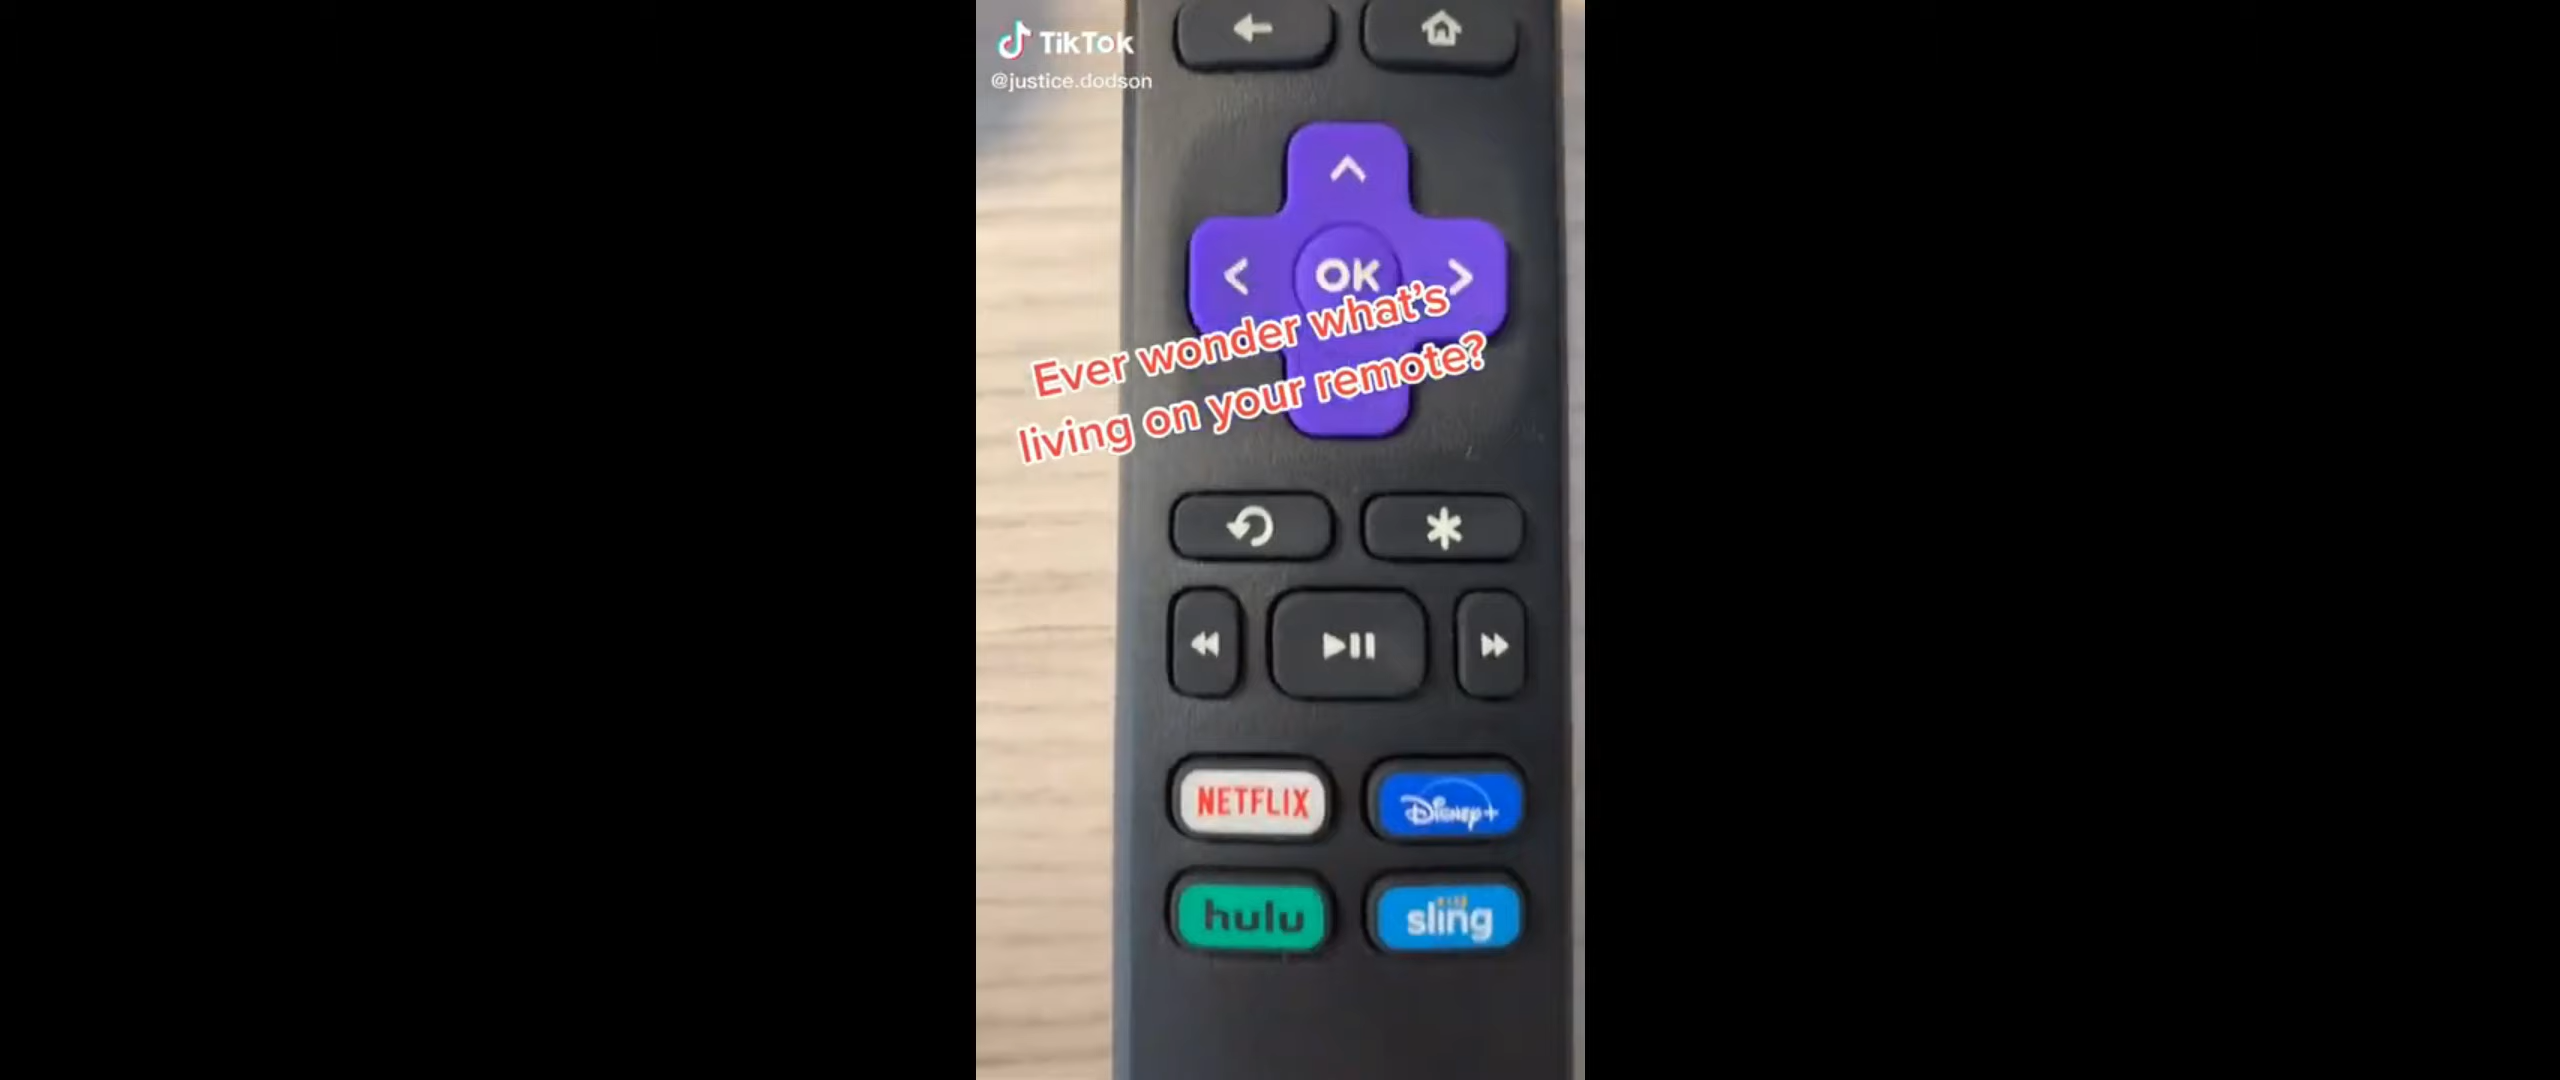 TikTok
@justice.dodson
OK
Ever wonder what's
living on your remote?
NETFLIX
Disney+
hulu
sling